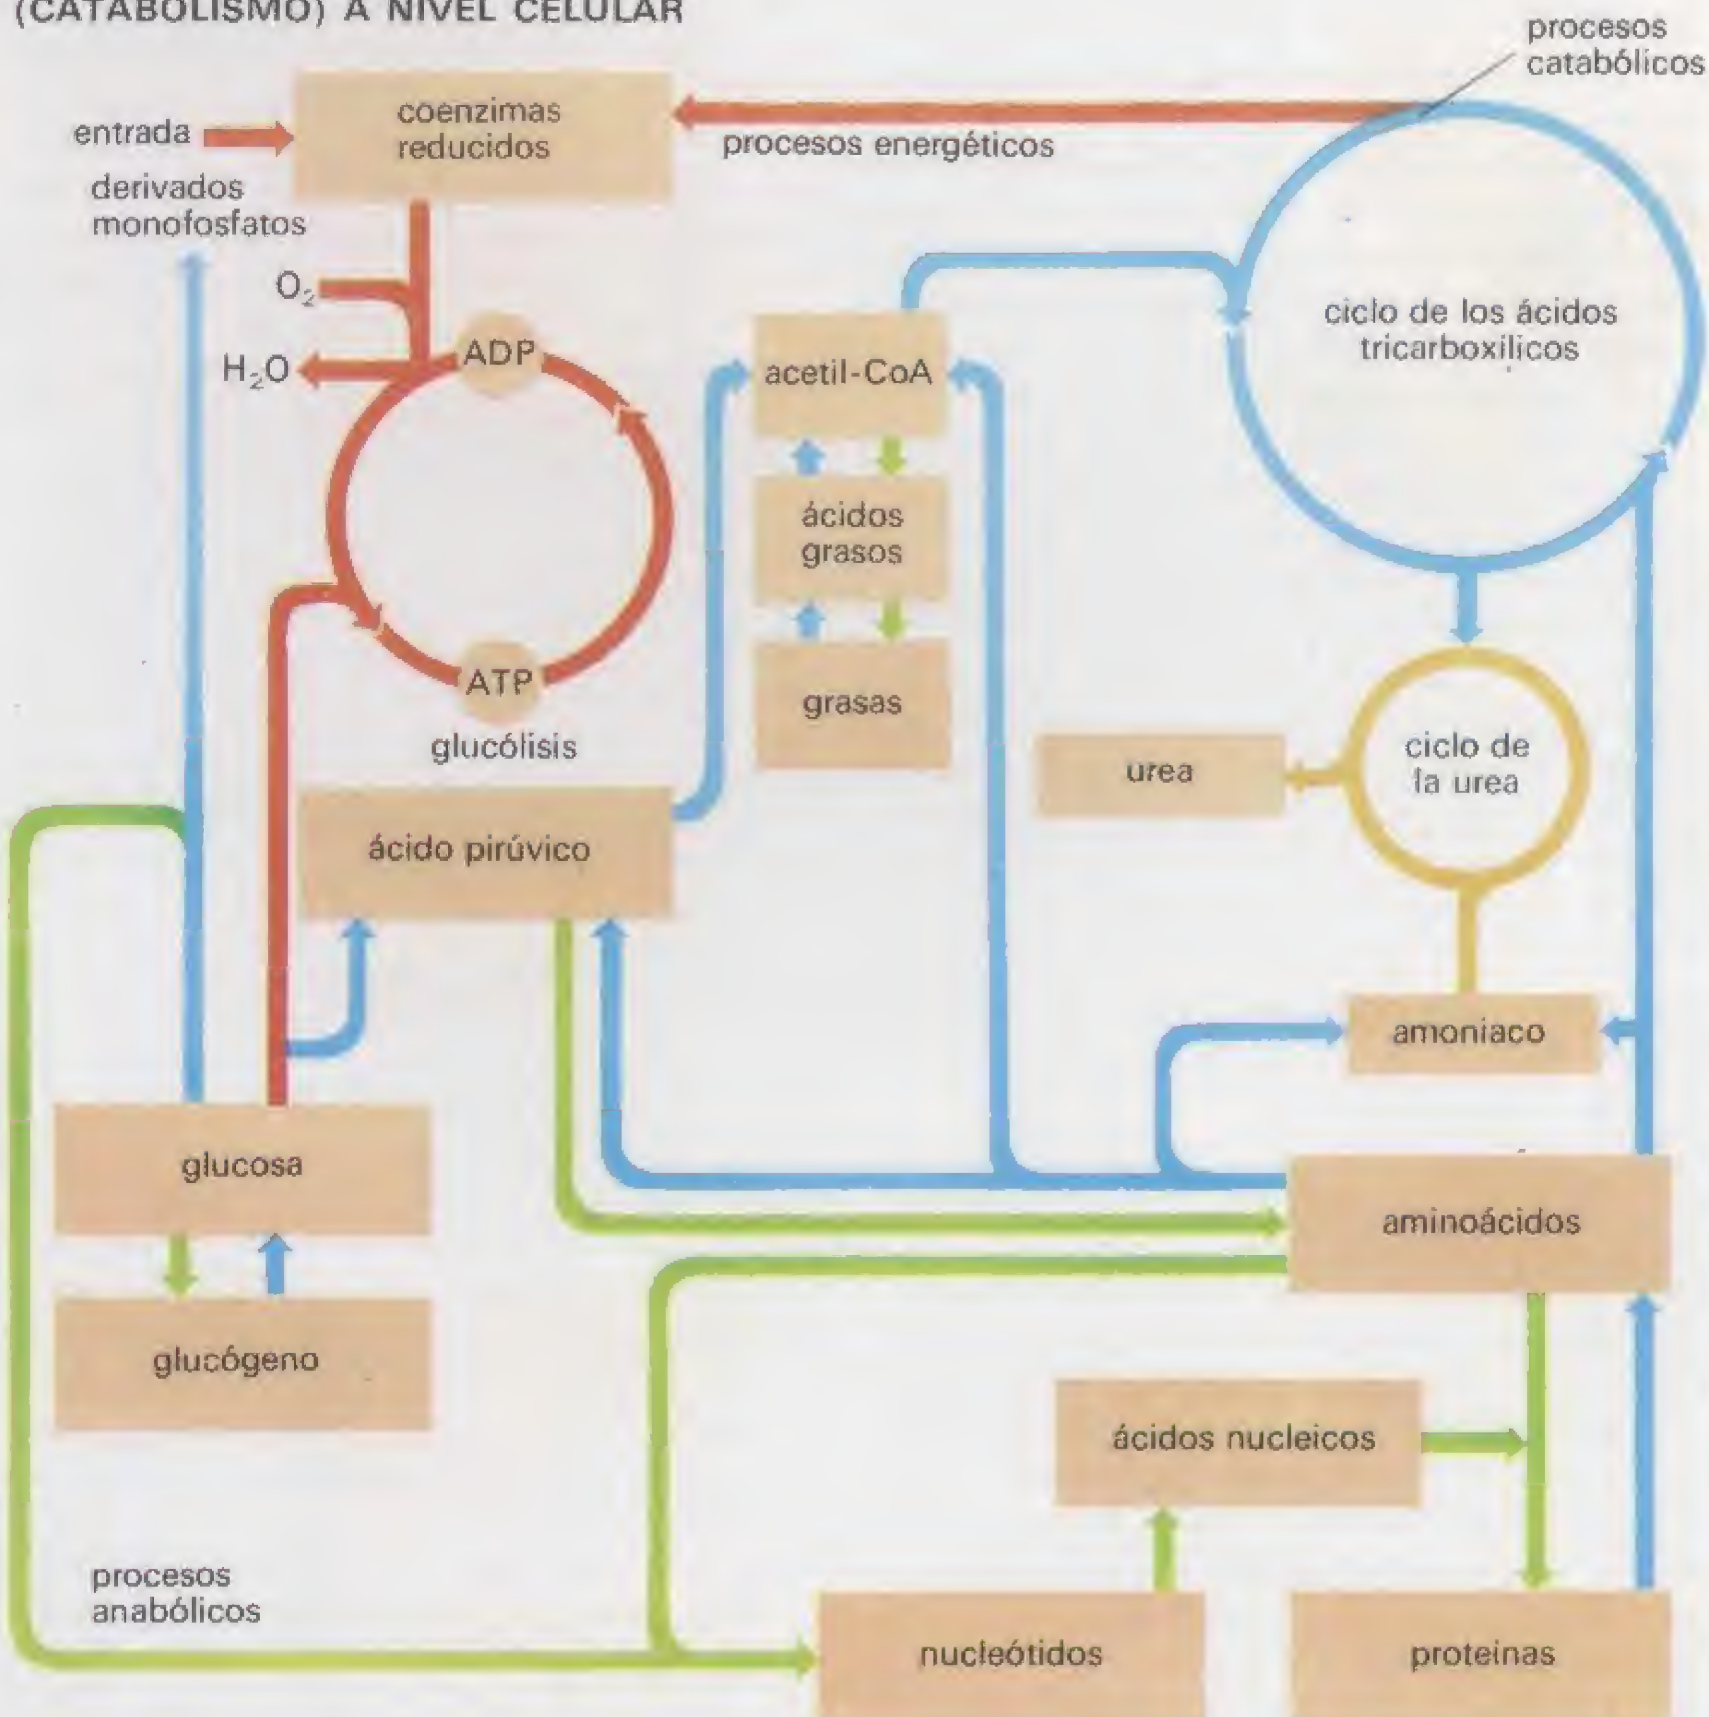 (CATABOLISMO) A NIVEL CELULAR
procesos
catabólicos
entrada
coenzimas
reducidos
procesos energéticos
derivados
monofosfatos
O₂
H₂O
ADP
acetil-CoA
ciclo de los ácidos
tricarboxílicos
ácidos
grasos
ATP
grasas
glucólisis
urea
ciclo de
la urea
ácido pirúvico
amoniaco
glucosa
aminoácidos
glucógeno
ácidos nucleicos
procesos
anabólicos
nucleótidos
proteinas